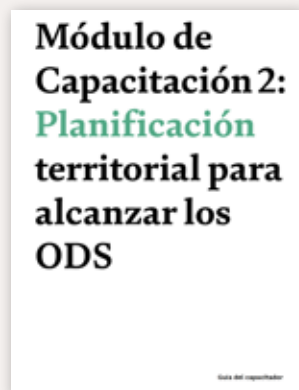 Módulo de
Capacitación 2:
Planificación
territorial para
alcanzar los
ODS
Guía del capacitador